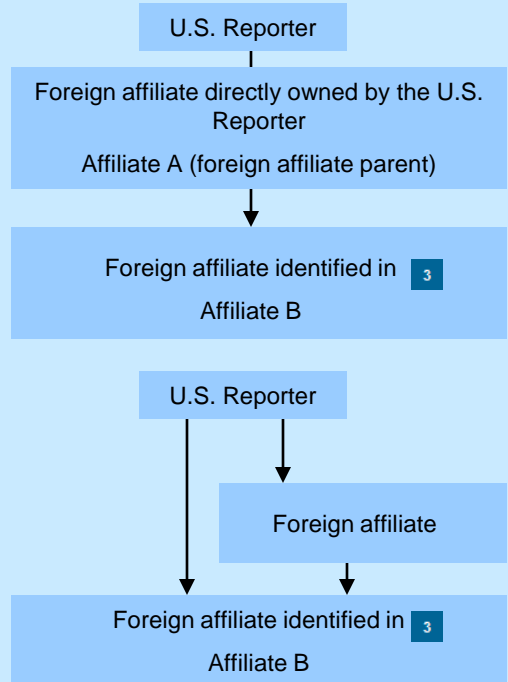 U.S. Reporter
Foreign affiliate directly owned by the U.S.
Reporter
Affiliate A (foreign affiliate parent)
Foreign affiliate identified in 3
Affiliate B
U.S. Reporter
Foreign affiliate
Foreign affiliate identified in 3
Affiliate B